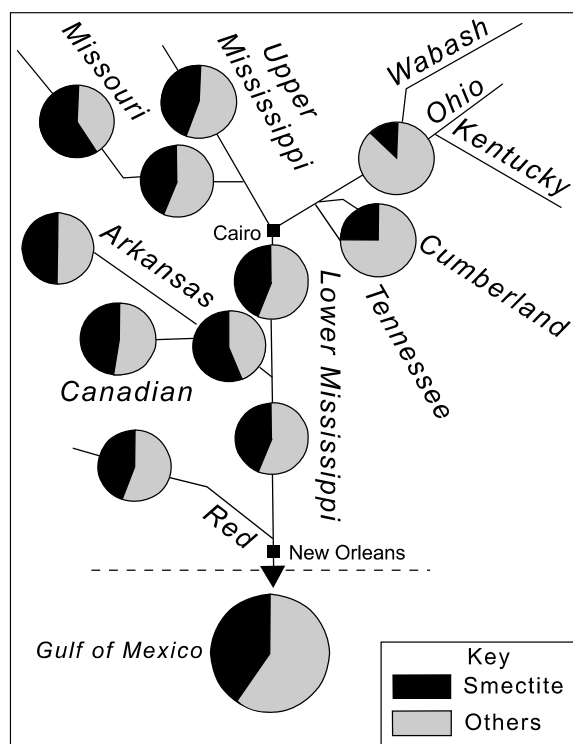 Missouri
Upper
Mississippi
Wabash
Ohio
Kentucky
Cairo
Cumberland
Arkansas
Tennessee
Lower Mississippi
Canadian
Red
New Orleans
Gulf of Mexico
Key
Smectite
Others